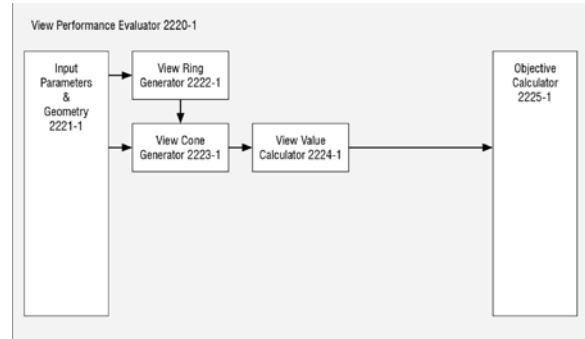 View Performance Evaluator 2220-1
Input
Parameters
&
Geometry
2221-1
View Ring
Generator 2222-1
View Cone
Generator 2223-1
View Value
Calculator 2224-1
Objective
Calculator
2225-1